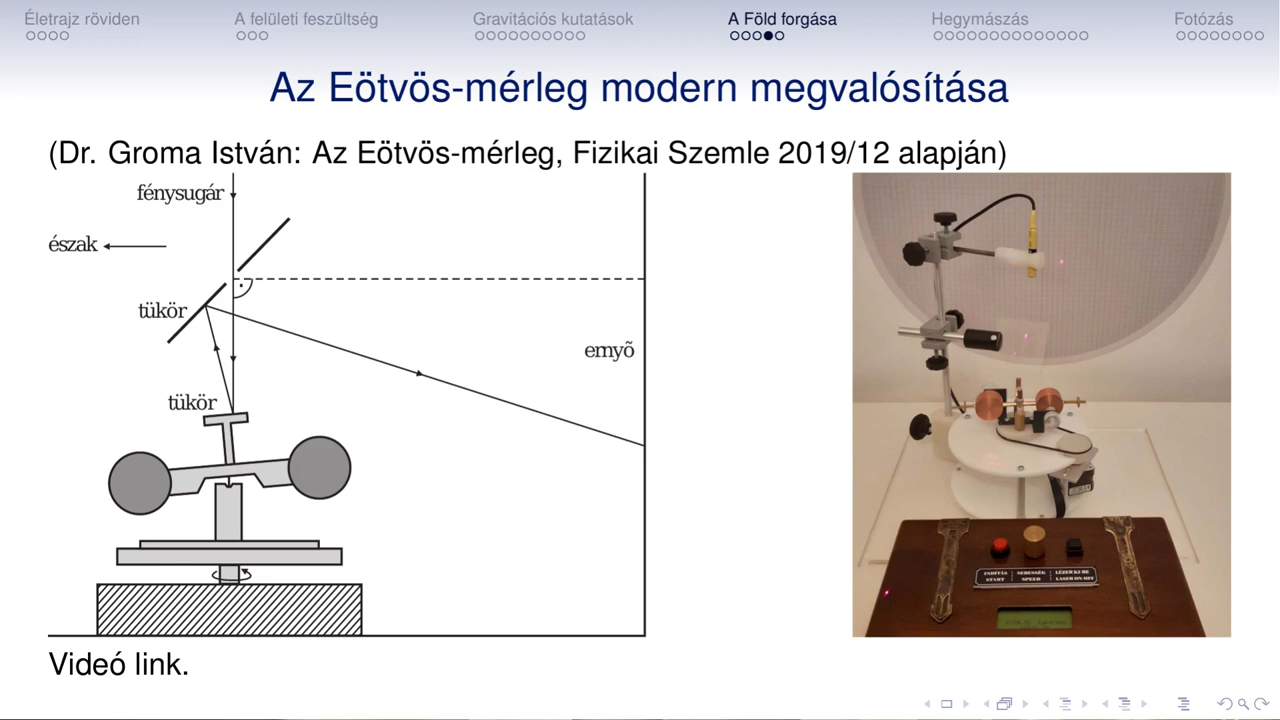 Életrajz röviden
A felületi feszültség
Gravitációs kutatások
A Föld forgása
Hegymászás
Fotózás
Az Eötvös-mérleg modern megvalósítása
(Dr. Groma István: Az Eötvös-mérleg, Fizikai Szemle 2019/12 alapján)
fénysugár
észak
tükör
ernyõ
tükör
INDÍTÁS START
SEBESSÉG SPEED
LÉZER KI/BE LASER ON/OFF
Videó link.